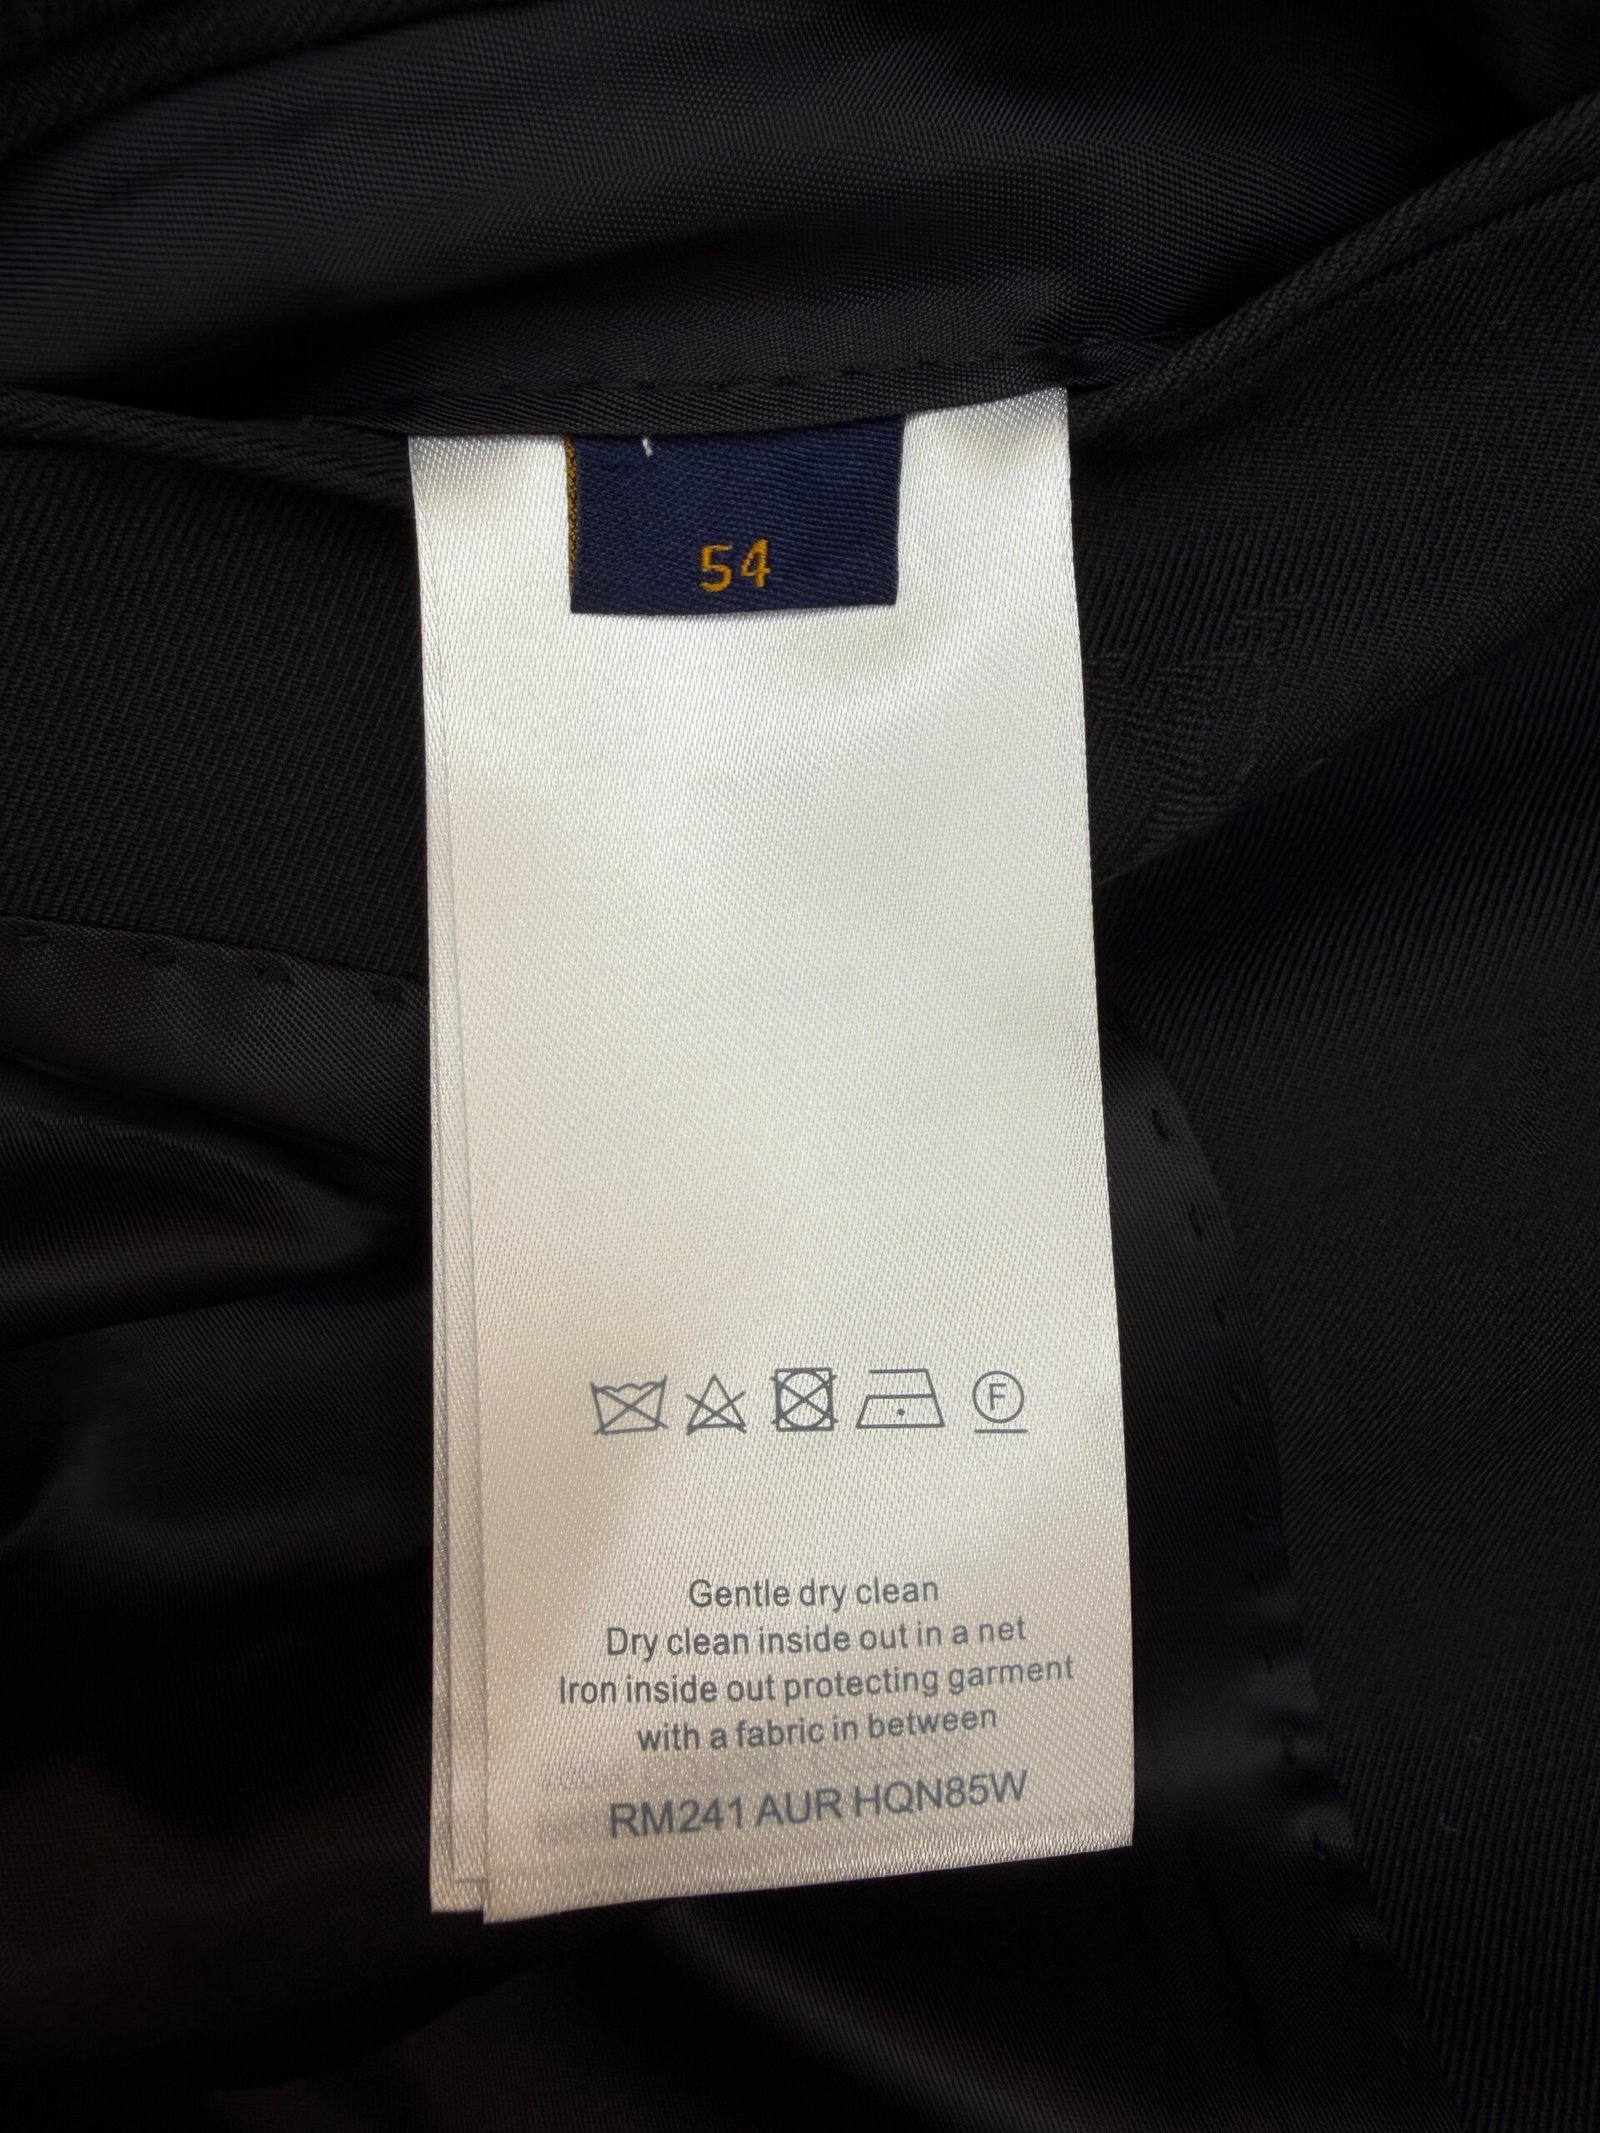 54
F
Gentle dry clean
Dry clean inside out in a net
Iron inside out protecting garment
with a fabric in between
RM241 AUR HQN85W